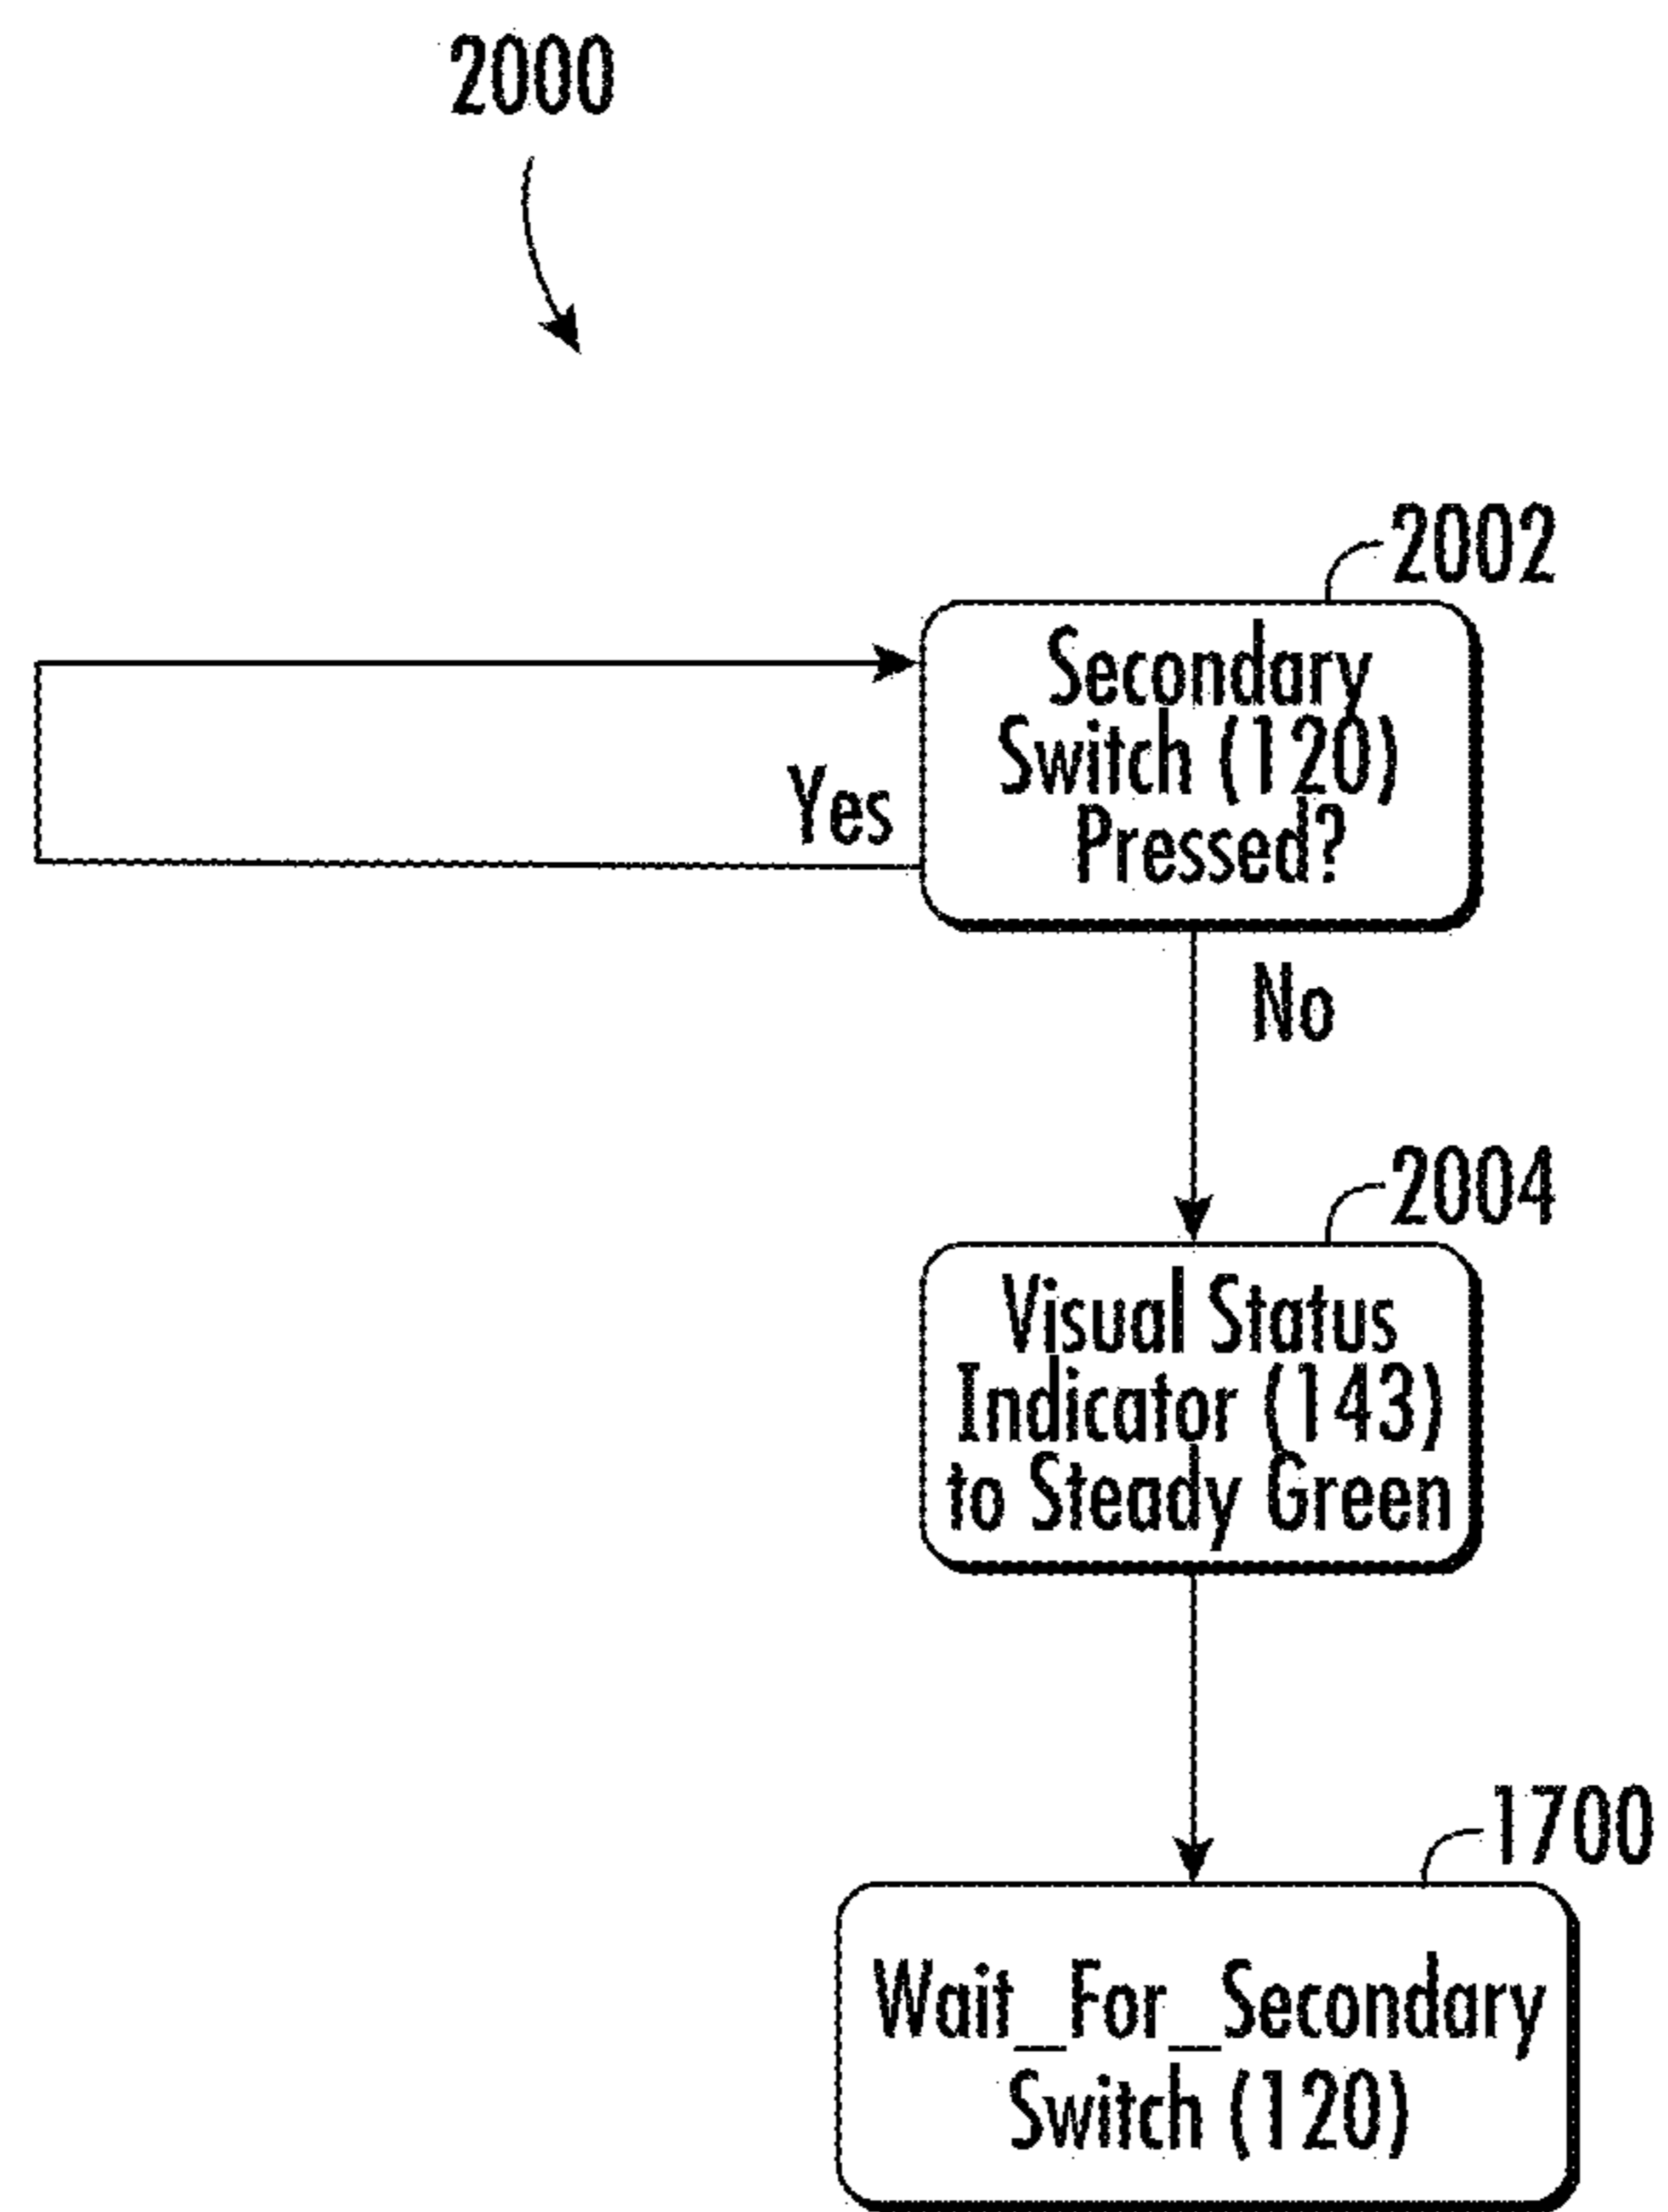 2000
2002
Secondary
Switch (120)
Pressed?
Yes
No
2004
Visual Status
Indicator (143)
to Steady Green
1700
Wait_For_Secondary
Switch (120)